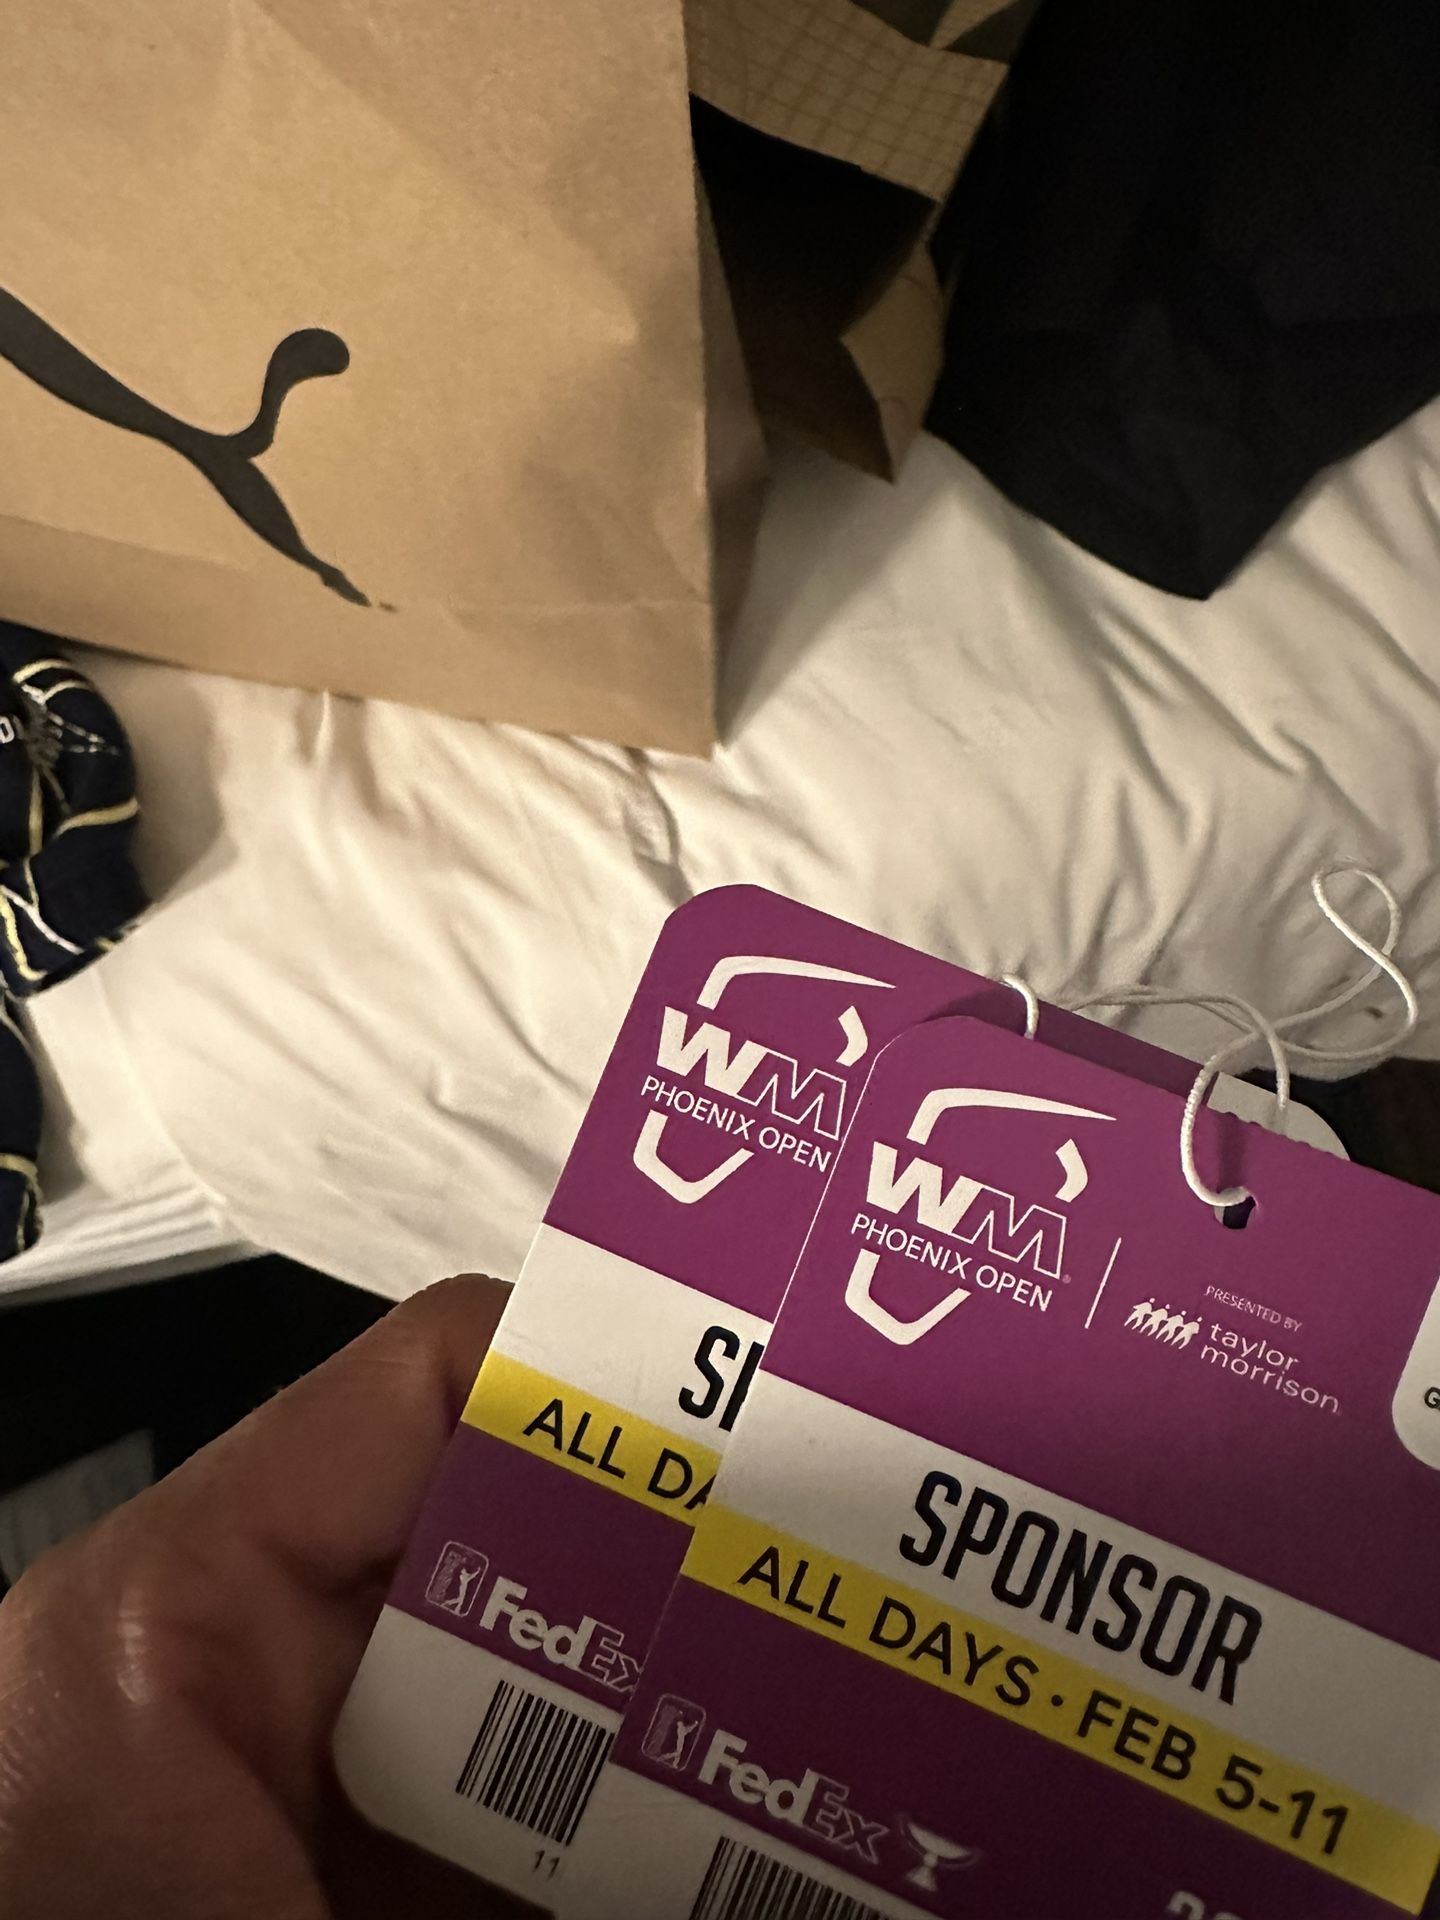 WM
PHOENIX OPEN
ALL DA
FedEx
11
WM
PHOENIX OPEN
PRESENTED BY
taylor
morrison
G
SPONSOR
ALL DAYS · FEB 5-11
FedEx